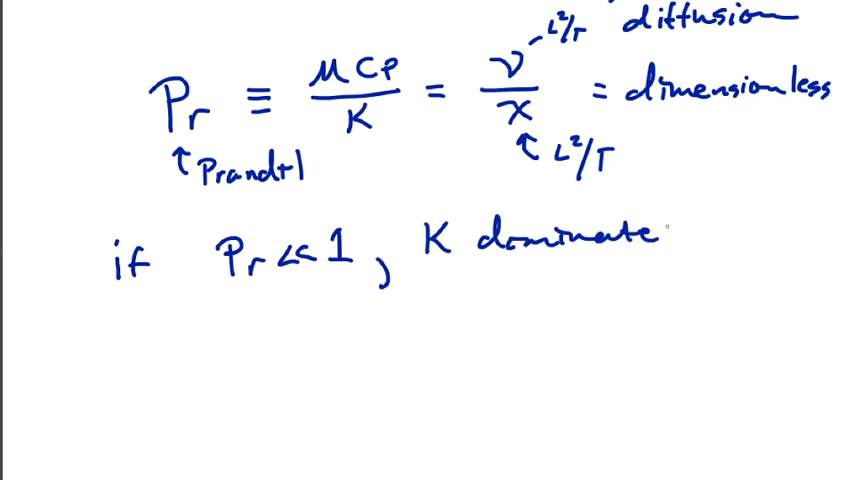 L²/T diffusion
Pr ≡ μCp/K = ν/χ = dimensionless
↑ Prandtl ↑ L²/T
if Pr << 1, K dominate